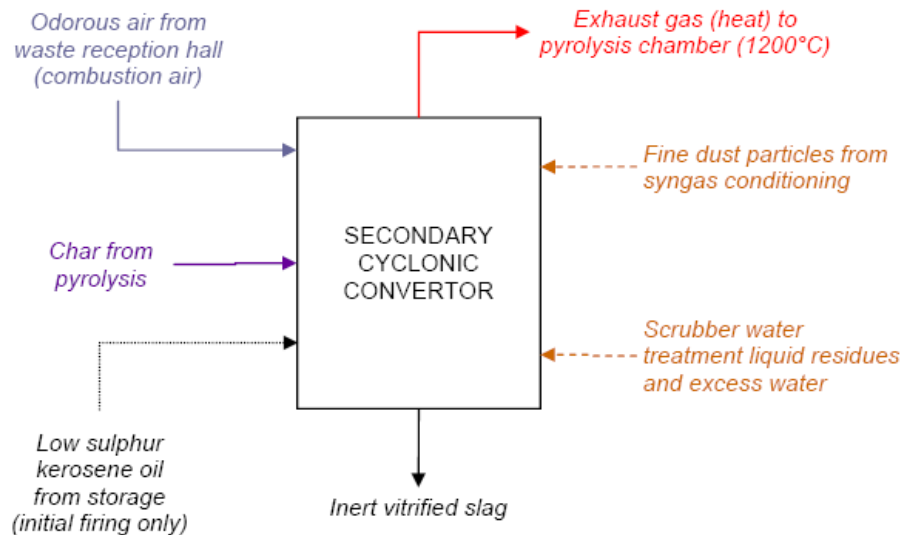 Odorous air from
waste reception hall
(combustion air)
Exhaust gas (heat) to
pyrolysis chamber (1200°C)
Fine dust particles from
syngas conditioning
SECONDARY
CYCLONIC
CONVERTOR
Char from
pyrolysis
Scrubber water
treatment liquid residues
and excess water
Low sulphur
kerosene oil
from storage
(initial firing only)
Inert vitrified slag